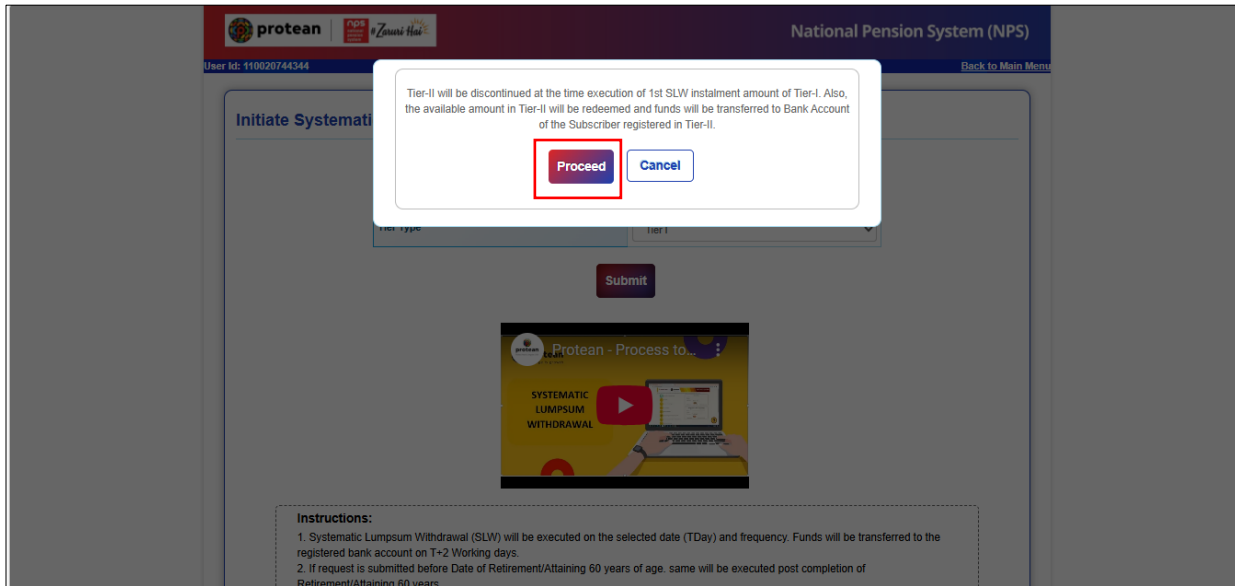 protean
nps
#Zaruri Hai
National Pension System (NPS)
User Id: 110020744344
Back to Main Menu
Tier-II will be discontinued at the time execution of 1st SLW instalment amount of Tier-I. Also,
the available amount in Tier-II will be redeemed and funds will be transferred to Bank Account
of the Subscriber registered in Tier-II.
Proceed
Cancel
Initiate Systemati
Tier Type
Tier I
Submit
protean
Protean - Process to...
SYSTEMATIC
LUMPSUM
WITHDRAWAL
Instructions:
1. Systematic Lumpsum Withdrawal (SLW) will be executed on the selected date (TDay) and frequency. Funds will be transferred to the
registered bank account on T+2 Working days.
2. If request is submitted before Date of Retirement/Attaining 60 years of age. same will be executed post completion of
Retirement/Attaining 60 years.